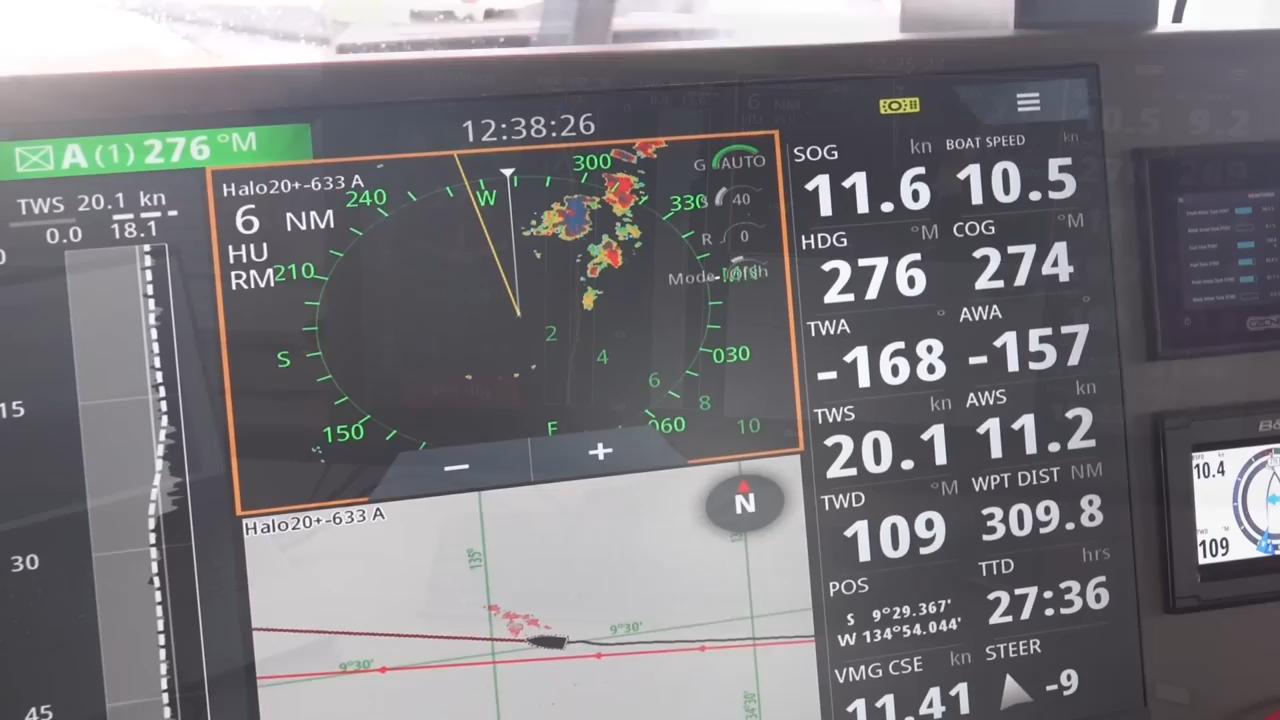 12:38:26
A (1) 276 °M
TWS 20.1 kn
0.0 18.1
15
30
45
Halo20+-633 A
6 NM
HU
RM
240
W
300
330
210
S
150
E
060
030
2
4
6
8
10
G AUTO
40
R 0
Mode
− +
Halo20+-633 A
N
135°
9°30'
9°30'
SOG kn BOAT SPEED kn
11.6 10.5
HDG °M COG °M
276 274
TWA ° AWA °
-168 -157
TWS kn AWS kn
20.1 11.2
TWD °M WPT DIST NM
109 309.8
POS TTD hrs
S 9°29.367' 27:36
W 134°54.044'
VMG CSE kn STEER
11.41 -9
10.4
109